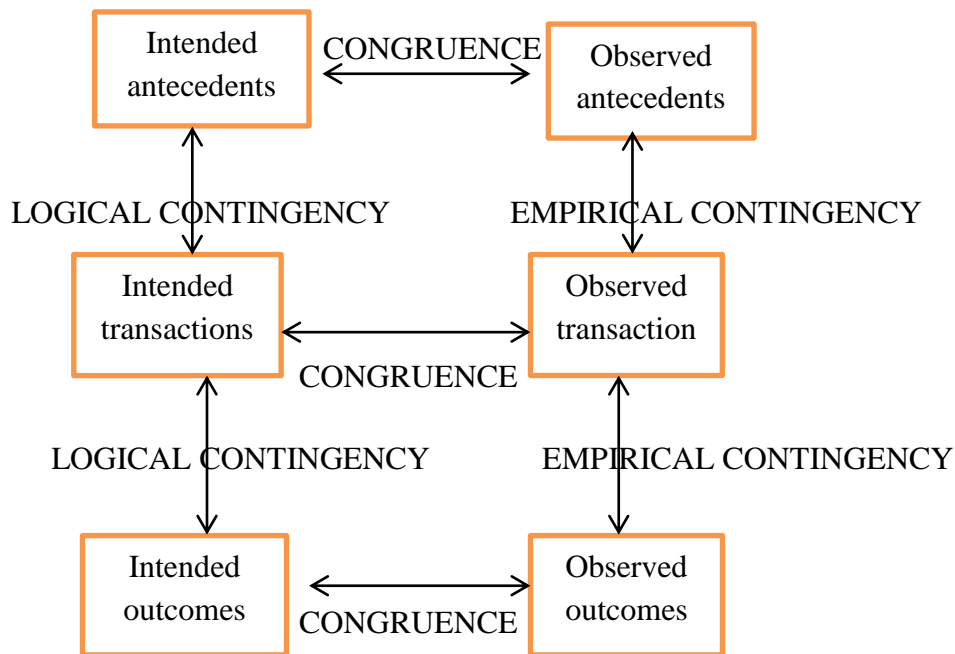 Intended
antecedents
CONGRUENCE
Observed
antecedents
LOGICAL CONTINGENCY
EMPIRICAL CONTINGENCY
Intended
transactions
CONGRUENCE
Observed
transaction
LOGICAL CONTINGENCY
EMPIRICAL CONTINGENCY
Intended
outcomes
CONGRUENCE
Observed
outcomes